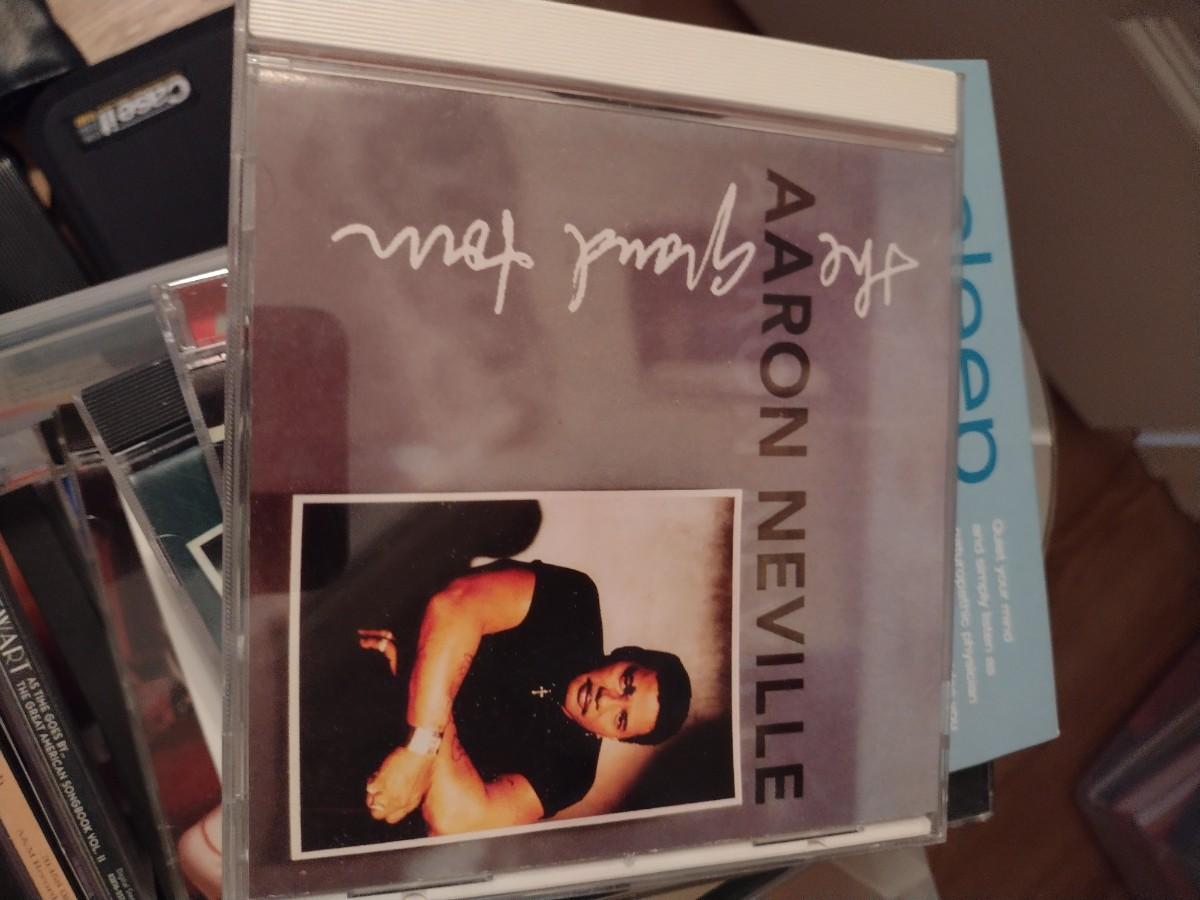 AARON NEVILLE
the grand tour
Case it
sleep
Quiet your mind
and simply listen as
naturopathic physician
AS TIME GOES BY...
THE GREAT AMERICAN SONGBOOK VOL. II